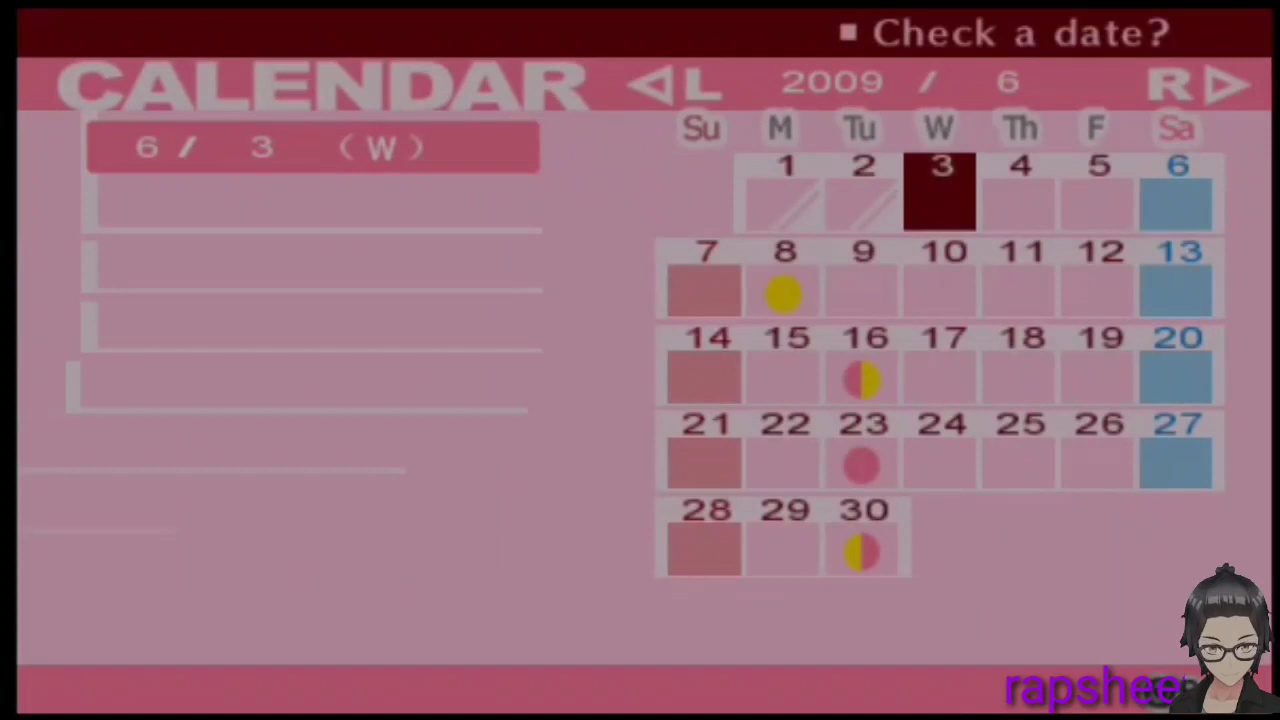 ▪ Check a date?
CALENDAR
◁ L 2009 / 6 R ▷
6 / 3 (W)
Su M Tu W Th F Sa
1 2 3 4 5 6
7 8 9 10 11 12 13
14 15 16 17 18 19 20
21 22 23 24 25 26 27
28 29 30
rapshee